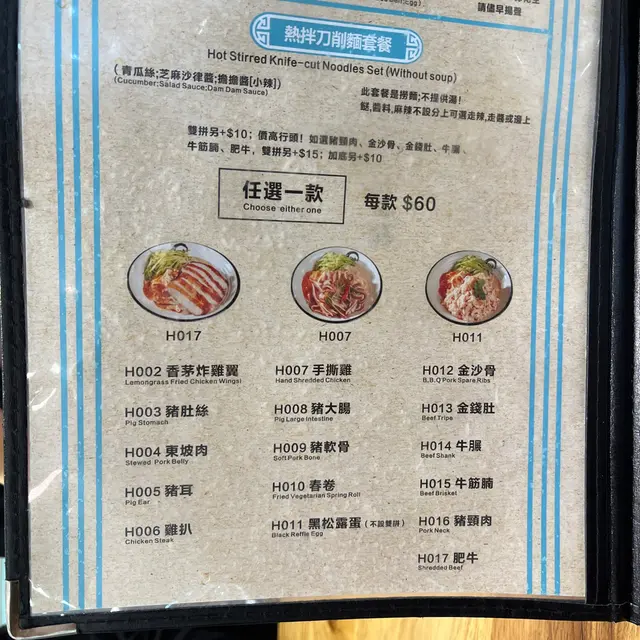 請儘早揚聲
熱拌刀削麵套餐
Hot Stirred Knife-cut Noodles Set (Without soup)
(青瓜絲;芝麻沙律醬;擔擔醬[小辣])
(Cucumber;Salad Sauce;Dam Dam Sauce)
此套餐是撈麵;不提供湯!
餸,醬料,麻辣不設分上可選走辣,走醬或邊上
雙拼另+$10; 價高行頭! 如選豬頸肉、金沙骨、金錢肚、牛𦟌、
牛筋腩、肥牛, 雙拼另+$15; 加底另+$10
任選一款
Choose either one
每款 $60
H017
H007
H011
H002 香茅炸雞翼
Lemongrass Fried Chicken Wingsl
H003 豬肚絲
Pig Stomach
H004 東坡肉
Stewed Pork Belly
H005 豬耳
Pig Ear
H006 雞扒
Chicken Steak
H007 手撕雞
Hand Shredded Chicken
H008 豬大腸
Pig Large Intestine
H009 豬軟骨
Soft Pork Bone
H010 春卷
Fried Vegetarian Spring Roll
H011 黑松露蛋 (不設雙拼)
Black Reffle Egg
H012 金沙骨
B.B.Q Pork Spare Ribs
H013 金錢肚
Beef Tripe
H014 牛𦟌
Beef Shank
H015 牛筋腩
Beef Brisket
H016 豬頸肉
Pork Neck
H017 肥牛
Shredded Beef